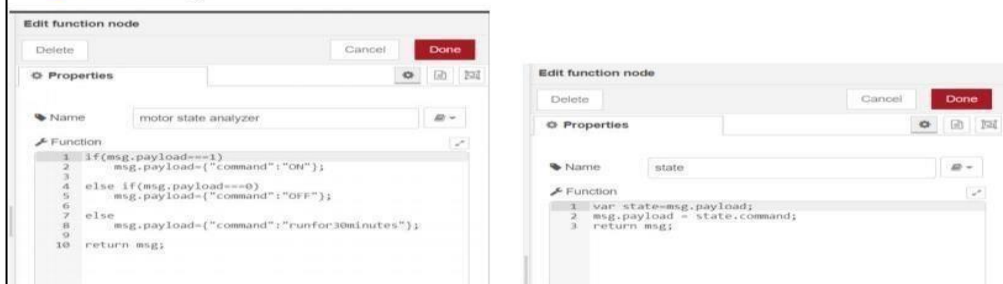 Edit function node
Delete
Cancel
Done
Properties
Name
motor state analyzer
Function
1 if(msg.payload===1)
2 msg.payload={"command":"ON"};
3
4 else if(msg.payload===0)
5 msg.payload={"command":"OFF"};
6
7 else
8 msg.payload={"command":"runfor30minutes"};
9
10 return msg;
Edit function node
Delete
Cancel
Done
Properties
Name
state
Function
1 var state=msg.payload;
2 msg.payload = state.command;
3 return msg;